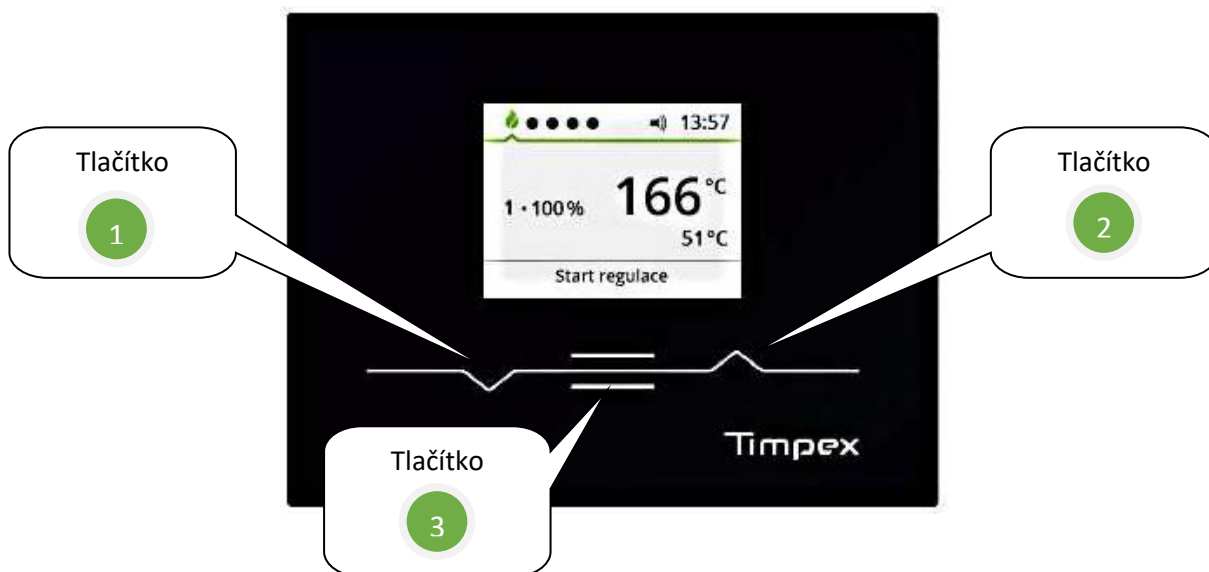 13:57
Tlačítko
1
Tlačítko
2
1 · 100% 166 °C
51°C
Start regulace
Timpex
Tlačítko
3